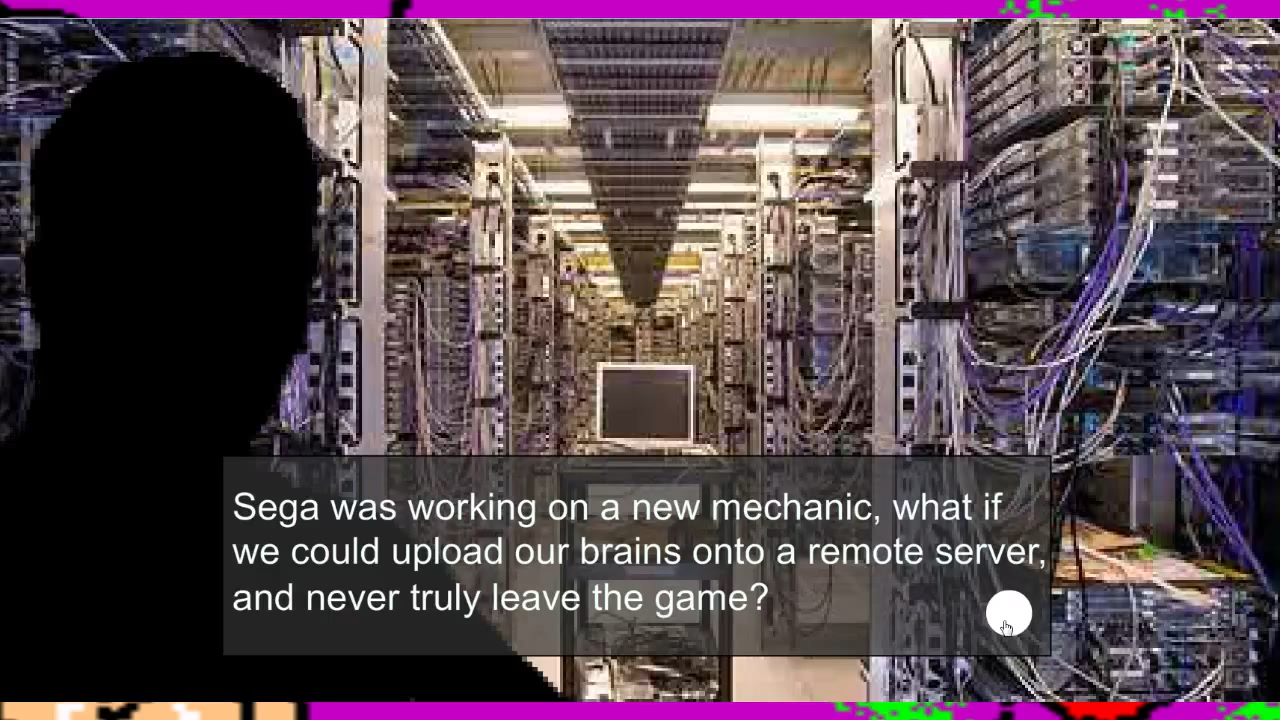 Sega was working on a new mechanic, what if
we could upload our brains onto a remote server,
and never truly leave the game?